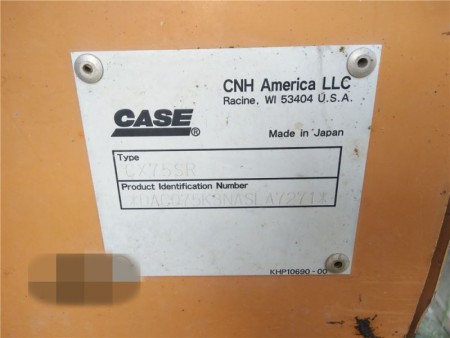 CNH America LLC
Racine, WI 53404 U.S.A.
CASE®
Made in Japan
Type
CX75SR
Product Identification Number
KHP10690-00